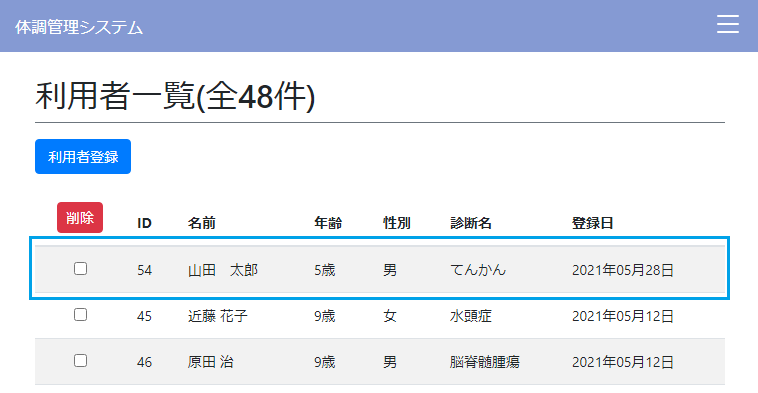 体調管理システム
利用者一覧(全48件)
利用者登録
削除 ID 名前 年齢 性別 診断名 登録日
54 山田　太郎 5歳 男 てんかん 2021年05月28日
45 近藤 花子 9歳 女 水頭症 2021年05月12日
46 原田 治 9歳 男 脳脊髄腫瘍 2021年05月12日